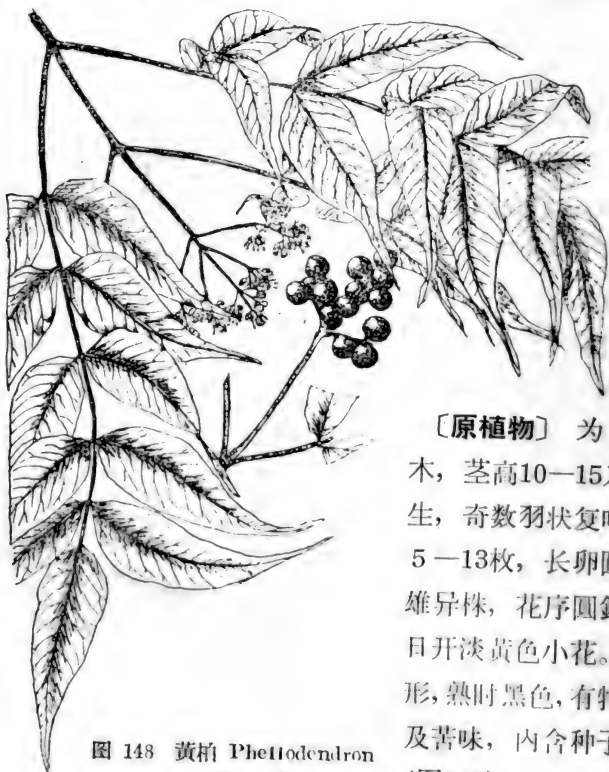 〔原植物〕 为
木，茎高10—15
生，奇数羽状复
5—13枚，长卵
雄异株，花序圆
日开淡黄色小花。
形，熟时黑色，有
及苦味，内含种子
图 148 黄柏 Phellodendron